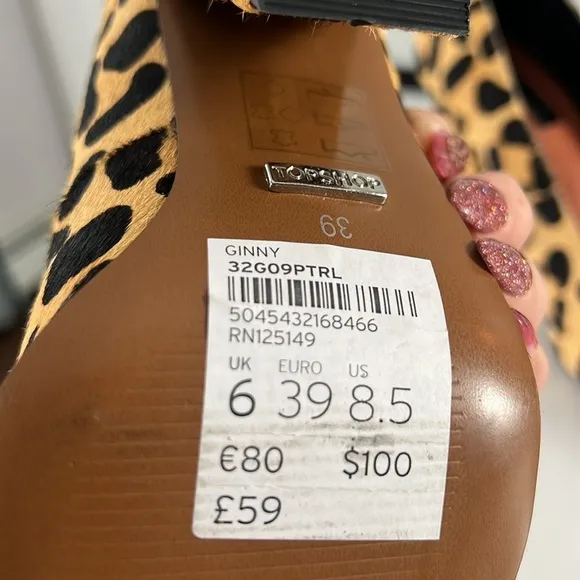 TOPSHOP
39
GINNY
32G09PTRL
5045432168466
RN125149
UK EURO US
6 39 8.5
€80 $100
£59